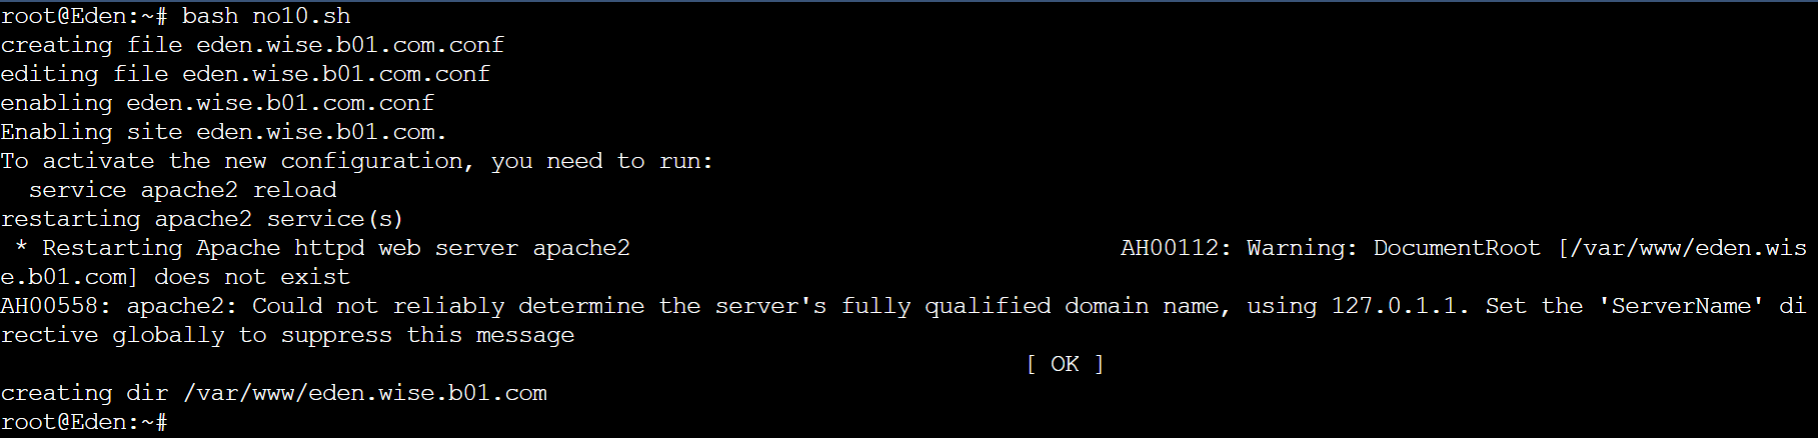 root@Eden:~# bash no10.sh
creating file eden.wise.b01.com.conf
editing file eden.wise.b01.com.conf
enabling eden.wise.b01.com.conf
Enabling site eden.wise.b01.com.
To activate the new configuration, you need to run:
  service apache2 reload
restarting apache2 service(s)
 * Restarting Apache httpd web server apache2                                   AH00112: Warning: DocumentRoot [/var/www/eden.wis
e.b01.com] does not exist
AH00558: apache2: Could not reliably determine the server's fully qualified domain name, using 127.0.1.1. Set the 'ServerName' di
rective globally to suppress this message
                                                                         [ OK ]
creating dir /var/www/eden.wise.b01.com
root@Eden:~#